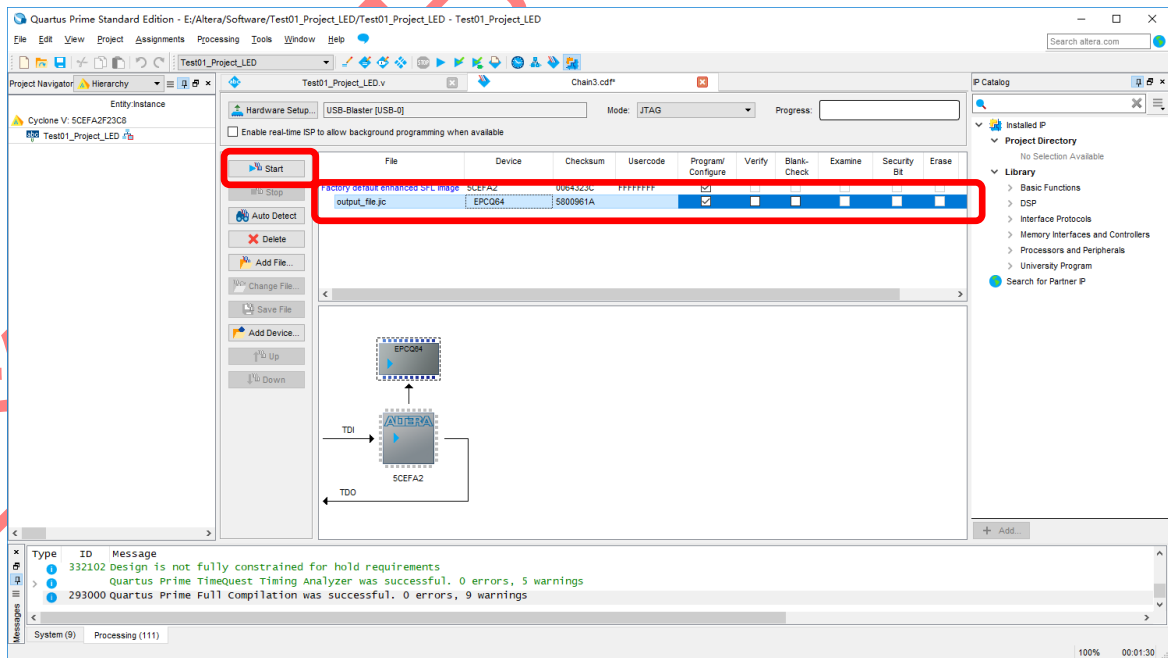 Quartus Prime Standard Edition - E:/Altera/Software/Test01_Project_LED/Test01_Project_LED - Test01_Project_LED
File Edit View Project Assignments Processing Tools Window Help
Search altera.com
Test01_Project_LED
Project Navigator Hierarchy
Test01_Project_LED.v
Chain3.cdf*
IP Catalog
Entity:Instance
Cyclone V: 5CEFA2F23C8
Test01_Project_LED
Hardware Setup...
USB-Blaster [USB-0]
Mode: JTAG
Progress:
Enable real-time ISP to allow background programming when available
Start
Stop
Auto Detect
Delete
Add File...
Change File...
Save File
Add Device...
Up
Down
File Device Checksum Usercode Program/ Verify Blank- Examine Security Erase
Configure Check Bit
Factory default enhanced SFL image 5CEFA2 0064323C FFFFFFFF
output_file.jic EPCQ64 5800961A
EPCQ64
ALTERA
TDI
5CEFA2
TDO
Installed IP
Project Directory
No Selection Available
Library
Basic Functions
DSP
Interface Protocols
Memory Interfaces and Controllers
Processors and Peripherals
University Program
Search for Partner IP
+ Add...
Type ID Message
332102 Design is not fully constrained for hold requirements
Quartus Prime TimeQuest Timing Analyzer was successful. 0 errors, 5 warnings
293000 Quartus Prime Full Compilation was successful. 0 errors, 9 warnings
Messages
System (9) Processing (111)
100% 00:01:30